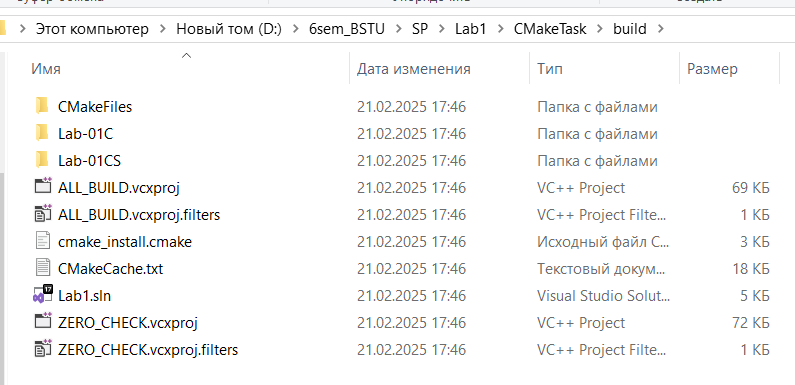 Этот компьютер > Новый том (D:) > 6sem_BSTU > SP > Lab1 > CMakeTask > build >
Имя Дата изменения Тип Размер
CMakeFiles 21.02.2025 17:46 Папка с файлами
Lab-01C 21.02.2025 17:46 Папка с файлами
Lab-01CS 21.02.2025 17:46 Папка с файлами
ALL_BUILD.vcxproj 21.02.2025 17:46 VC++ Project 69 КБ
ALL_BUILD.vcxproj.filters 21.02.2025 17:46 VC++ Project Filte... 1 КБ
cmake_install.cmake 21.02.2025 17:46 Исходный файл C... 3 КБ
CMakeCache.txt 21.02.2025 17:46 Текстовый докум... 18 КБ
Lab1.sln 21.02.2025 17:46 Visual Studio Solut... 5 КБ
ZERO_CHECK.vcxproj 21.02.2025 17:46 VC++ Project 72 КБ
ZERO_CHECK.vcxproj.filters 21.02.2025 17:46 VC++ Project Filte... 1 КБ